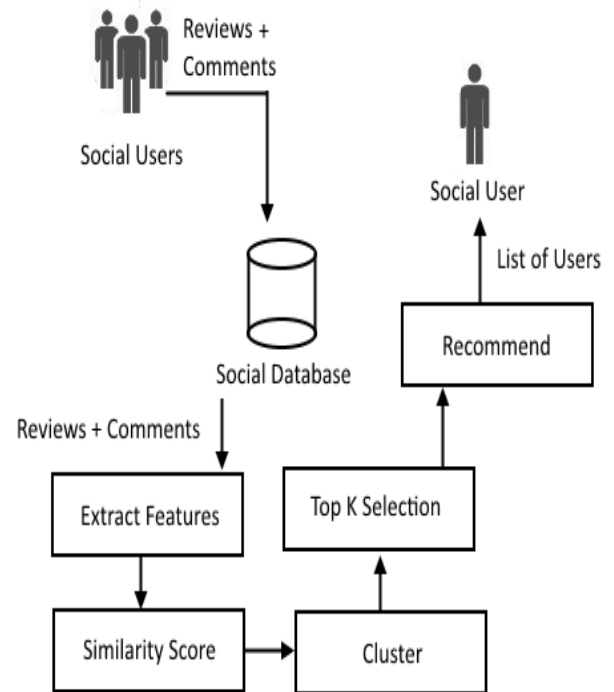 Reviews +
Comments
Social Users
Social User
List of Users
Recommend
Social Database
Reviews + Comments
Extract Features
Top K Selection
Similarity Score
Cluster